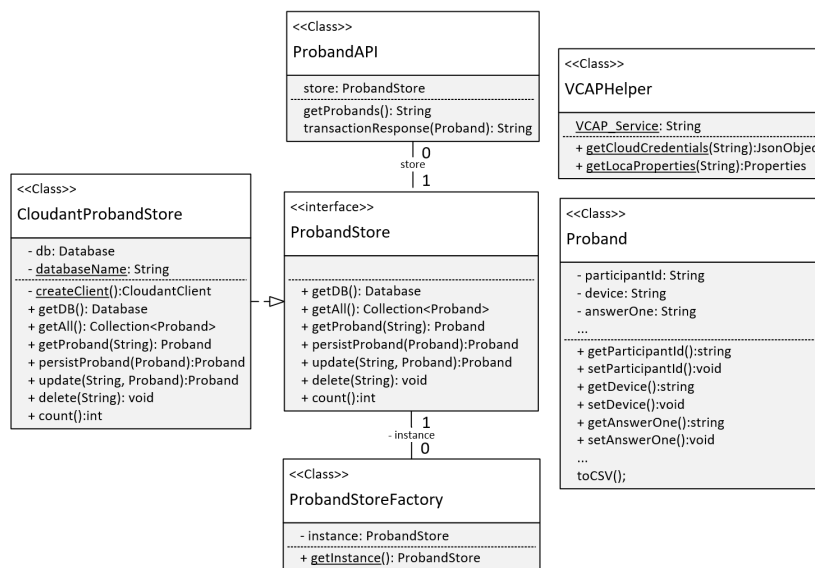 <<Class>>
ProbandAPI
store: ProbandStore
getProbands(): String
transactionResponse(Proband): String
0
store
1
<<Class>>
VCAPHelper
VCAP_Service: String
+ getCloudCredentials(String):JsonObjec
+ getLocaProperties(String):Properties
<<Class>>
CloudantProbandStore
- db: Database
- databaseName: String
- createClient():CloudantClient
+ getDB(): Database
+ getAll(): Collection<Proband>
+ getProband(String): Proband
+ persistProband(Proband):Proband
+ update(String, Proband):Proband
+ delete(String): void
+ count():int
<<interface>>
ProbandStore
+ getDB(): Database
+ getAll(): Collection<Proband>
+ getProband(String): Proband
+ persistProband(Proband):Proband
+ update(String, Proband):Proband
+ delete(String): void
+ count():int
<<Class>>
Proband
- participantId: String
- device: String
- answerOne: String
...
+ getParticipantId():string
+ setParticipantId():void
+ getDevice():string
+ setDevice():void
+ getAnswerOne():string
+ setAnswerOne():void
...
toCSV();
1
- instance
0
<<Class>>
ProbandStoreFactory
- instance: ProbandStore
+ getInstance(): ProbandStore